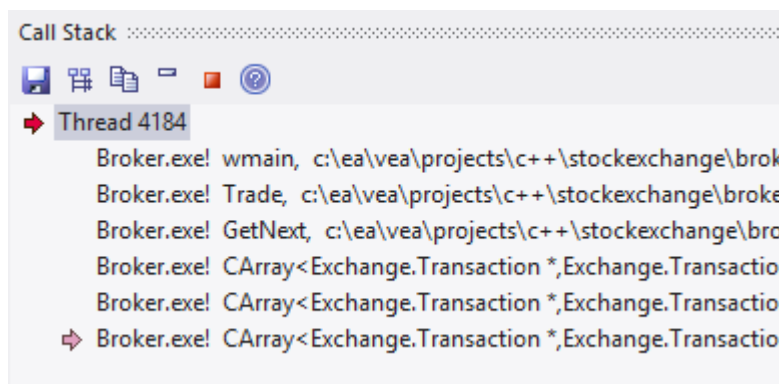 Call Stack
Thread 4184
Broker.exe! wmain, c:\ea\vea\projects\c++\stockexchange\brok
Broker.exe! Trade, c:\ea\vea\projects\c++\stockexchange\broke
Broker.exe! GetNext, c:\ea\vea\projects\c++\stockexchange\bro
Broker.exe! CArray<Exchange.Transaction *,Exchange.Transactio
Broker.exe! CArray<Exchange.Transaction *,Exchange.Transactio
Broker.exe! CArray<Exchange.Transaction *,Exchange.Transactio